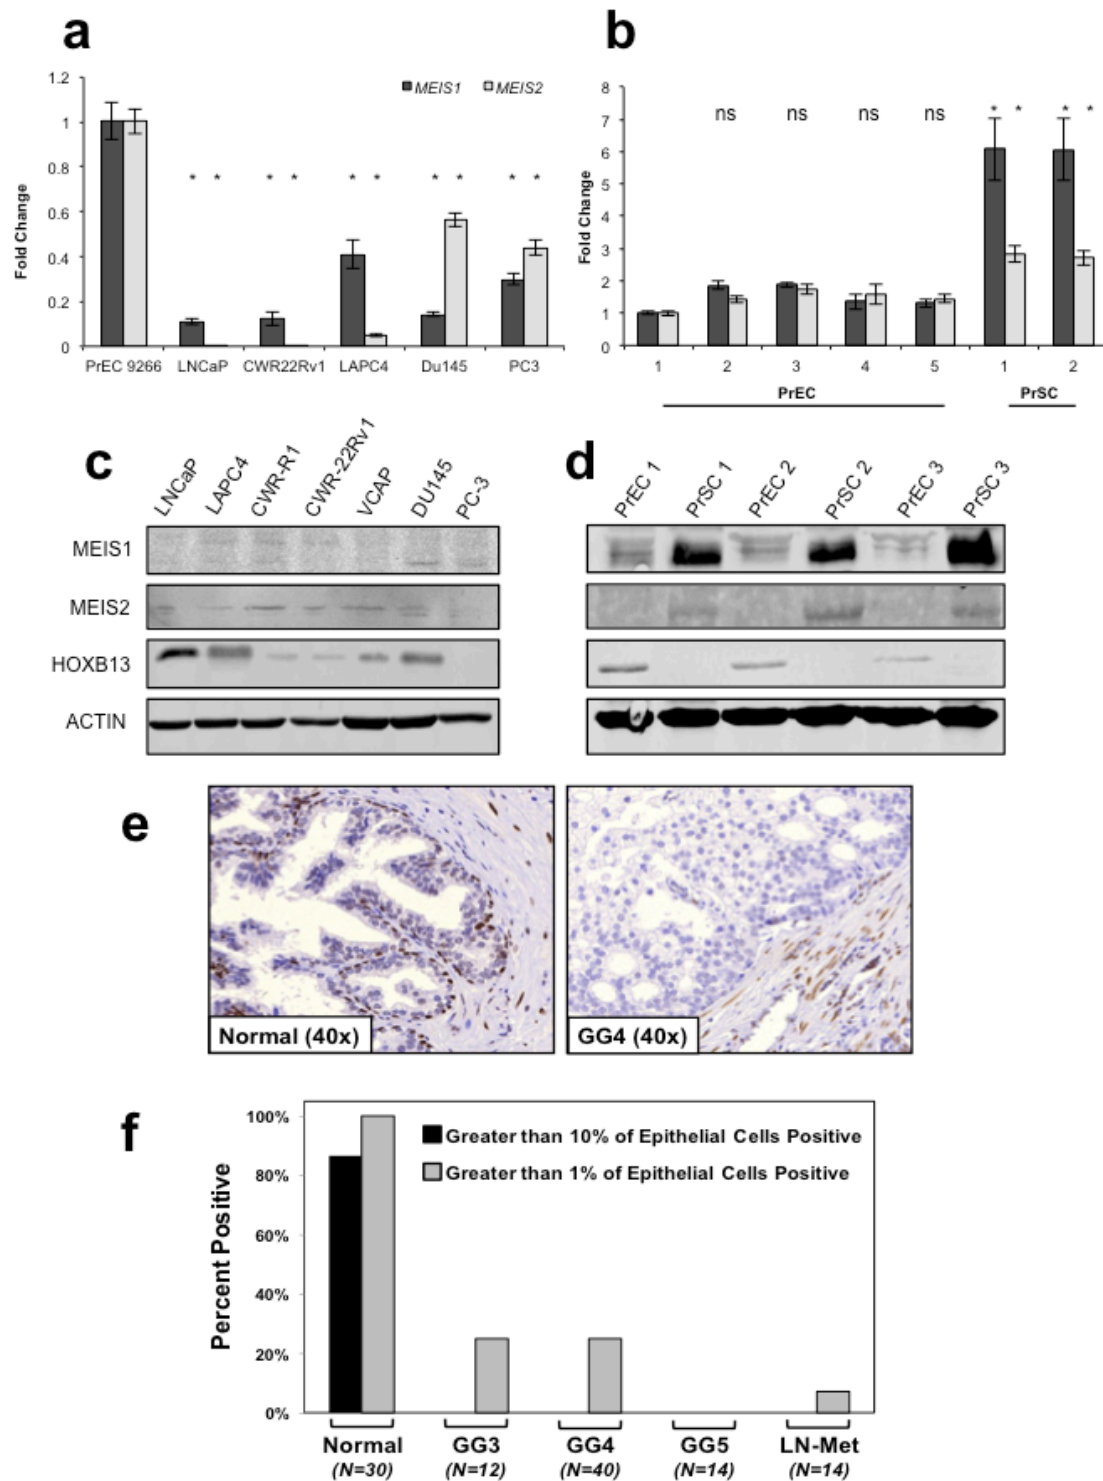 a
b
1.2
1
0.8
0.6
0.4
0.2
0
Fold Change
MEIS1 MEIS2
* * * * * * * * * *
PrEC 9266 LNCaP CWR22Rv1 LAPC4 Du145 PC3
8
7
6
5
4
3
2
1
0
Fold Change
ns ns ns ns * * * *
1 2 3 4 5 1 2
PrEC PrSC
c
LNCaP LAPC4 CWR-R1 CWR-22Rv1 VCAP DU145 PC-3
d
PrEC 1 PrSC 1 PrEC 2 PrSC 2 PrEC 3 PrSC 3
MEIS1
MEIS2
HOXB13
ACTIN
e
Normal (40x)
GG4 (40x)
f
100%
80%
60%
40%
20%
0%
Percent Positive
Greater than 10% of Epithelial Cells Positive
Greater than 1% of Epithelial Cells Positive
Normal GG3 GG4 GG5 LN-Met
(N=30) (N=12) (N=40) (N=14) (N=14)